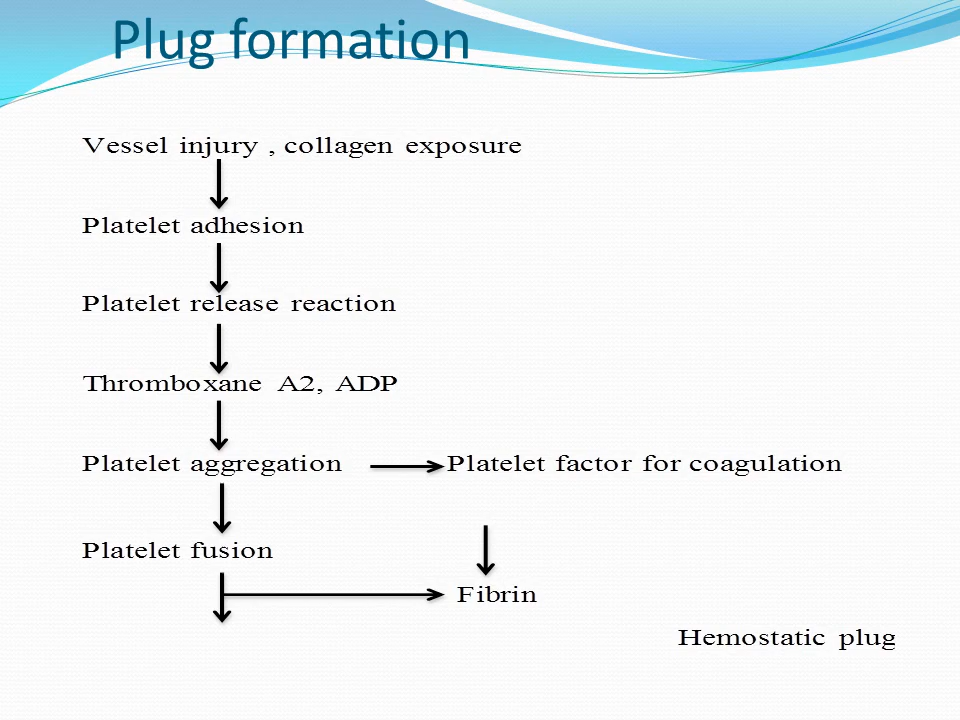 Plug formation
Vessel injury , collagen exposure
Platelet adhesion
Platelet release reaction
Thromboxane A2, ADP
Platelet aggregation Platelet factor for coagulation
Platelet fusion
Fibrin
Hemostatic plug